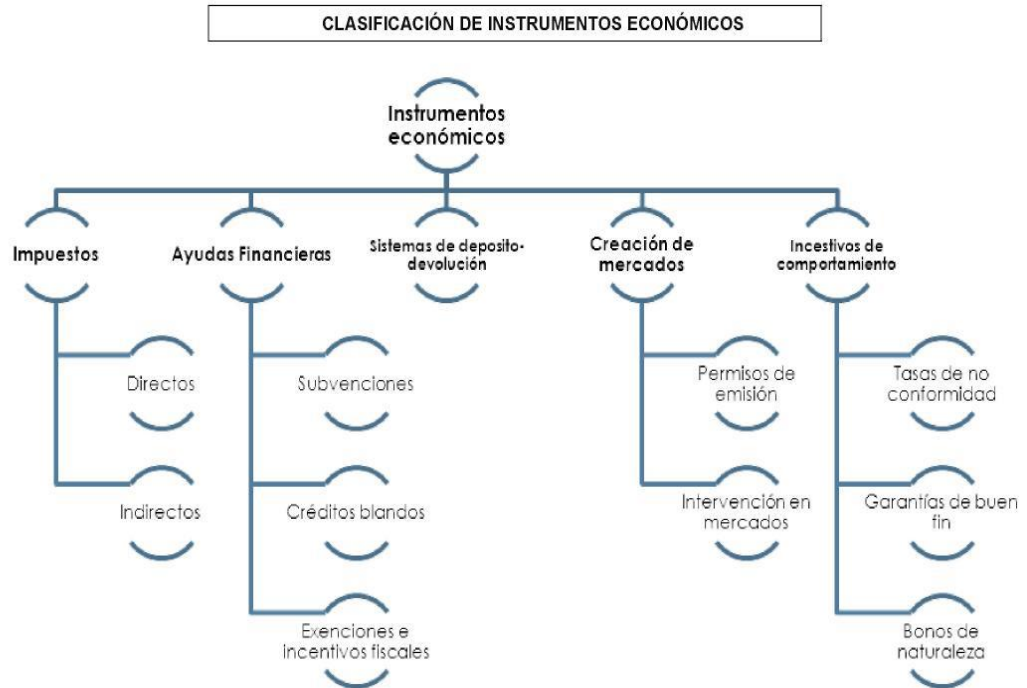 CLASIFICACIÓN DE INSTRUMENTOS ECONÓMICOS
Instrumentos
económicos
Impuestos
Ayudas Financieras
Sistemas de deposito-
devolución
Creación de
mercados
Incestivos de
comportamiento
Directos
Indirectos
Subvenciones
Créditos blandos
Exenciones e
incentivos fiscales
Permisos de
emisión
Intervención en
mercados
Tasas de no
conformidad
Garantías de buen
fin
Bonos de
naturaleza